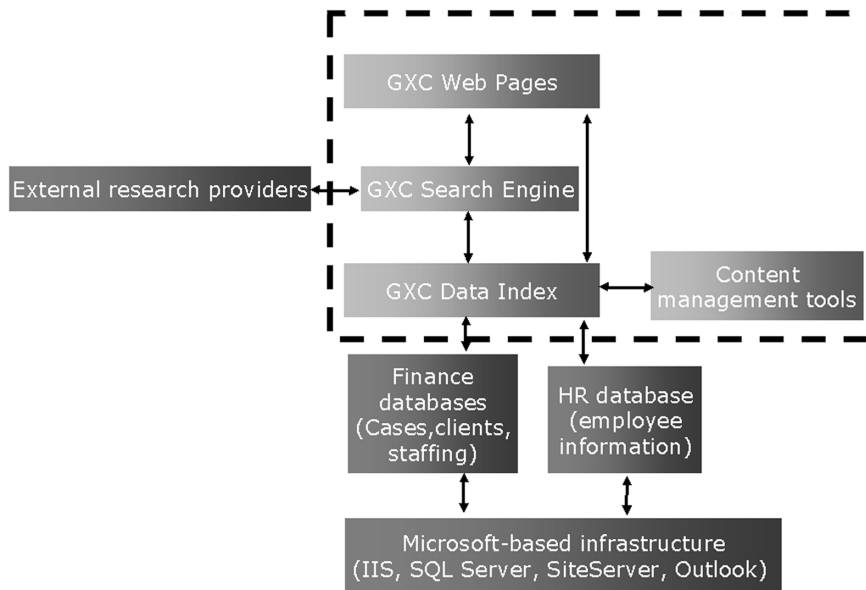 GXC Web Pages
External research providers
GXC Search Engine
GXC Data Index
Content
management tools
Finance
databases
(Cases,clients,
staffing)
HR database
(employee
information)
Microsoft-based infrastructure
(IIS, SQL Server, SiteServer, Outlook)